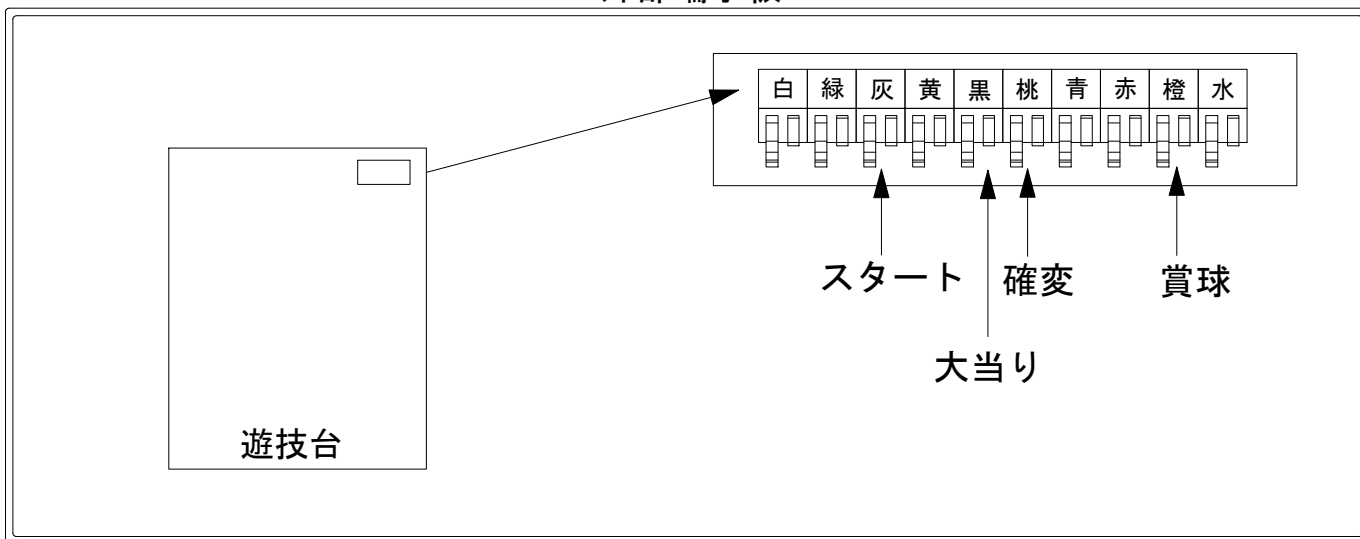 白 緑 灰 黄 黒 桃 青 赤 橙 水
スタート 確変 賞球
大当り
遊技台